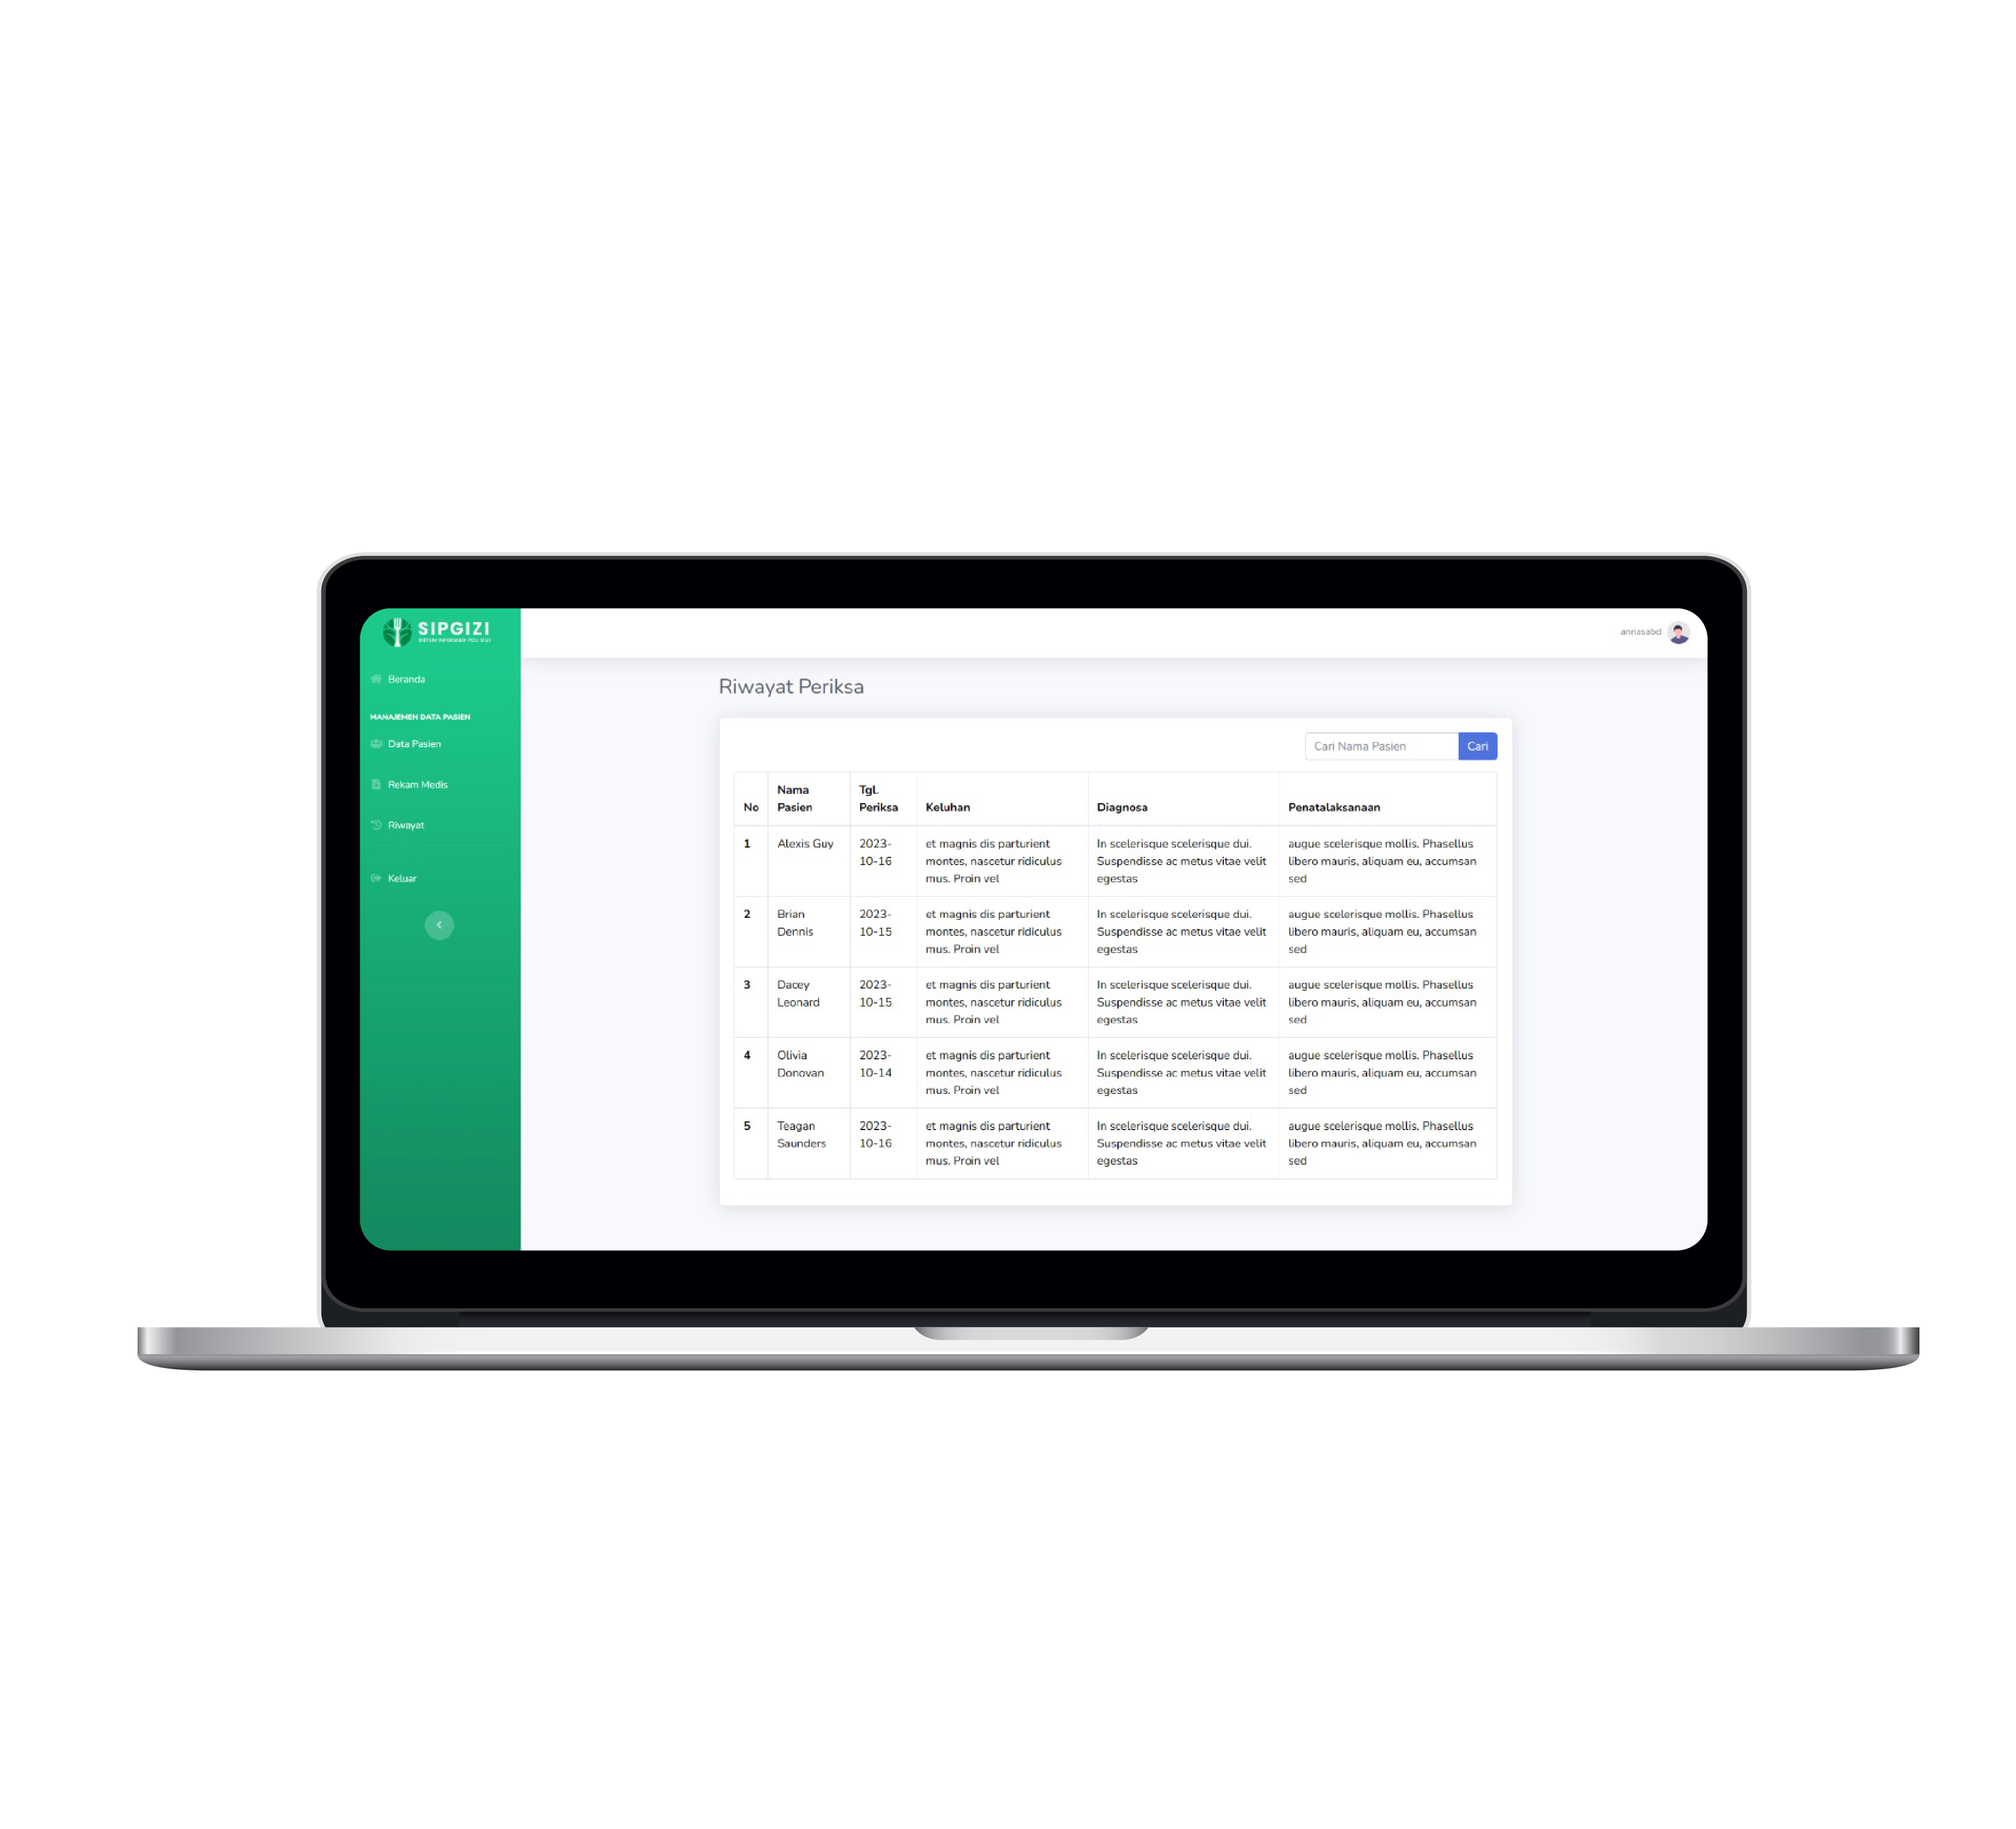 SIPGIZI
SISTEM INFORMASI POLI GIZI
annasabd
Beranda
MANAJEMEN DATA PASIEN
Data Pasien
Rekam Medis
Riwayat
Keluar
Riwayat Periksa
Cari Nama Pasien Cari
No Nama Pasien Tgl. Periksa Keluhan Diagnosa Penatalaksanaan
1 Alexis Guy 2023- et magnis dis parturient In scelerisque scelerisque dui. augue scelerisque mollis. Phasellus
10-16 montes, nascetur ridiculus Suspendisse ac metus vitae velit libero mauris, aliquam eu, accumsan
mus. Proin vel egestas sed
2 Brian 2023- et magnis dis parturient In scelerisque scelerisque dui. augue scelerisque mollis. Phasellus
Dennis 10-15 montes, nascetur ridiculus Suspendisse ac metus vitae velit libero mauris, aliquam eu, accumsan
mus. Proin vel egestas sed
3 Dacey 2023- et magnis dis parturient In scelerisque scelerisque dui. augue scelerisque mollis. Phasellus
Leonard 10-15 montes, nascetur ridiculus Suspendisse ac metus vitae velit libero mauris, aliquam eu, accumsan
mus. Proin vel egestas sed
4 Olivia 2023- et magnis dis parturient In scelerisque scelerisque dui. augue scelerisque mollis. Phasellus
Donovan 10-14 montes, nascetur ridiculus Suspendisse ac metus vitae velit libero mauris, aliquam eu, accumsan
mus. Proin vel egestas sed
5 Teagan 2023- et magnis dis parturient In scelerisque scelerisque dui. augue scelerisque mollis. Phasellus
Saunders 10-16 montes, nascetur ridiculus Suspendisse ac metus vitae velit libero mauris, aliquam eu, accumsan
mus. Proin vel egestas sed